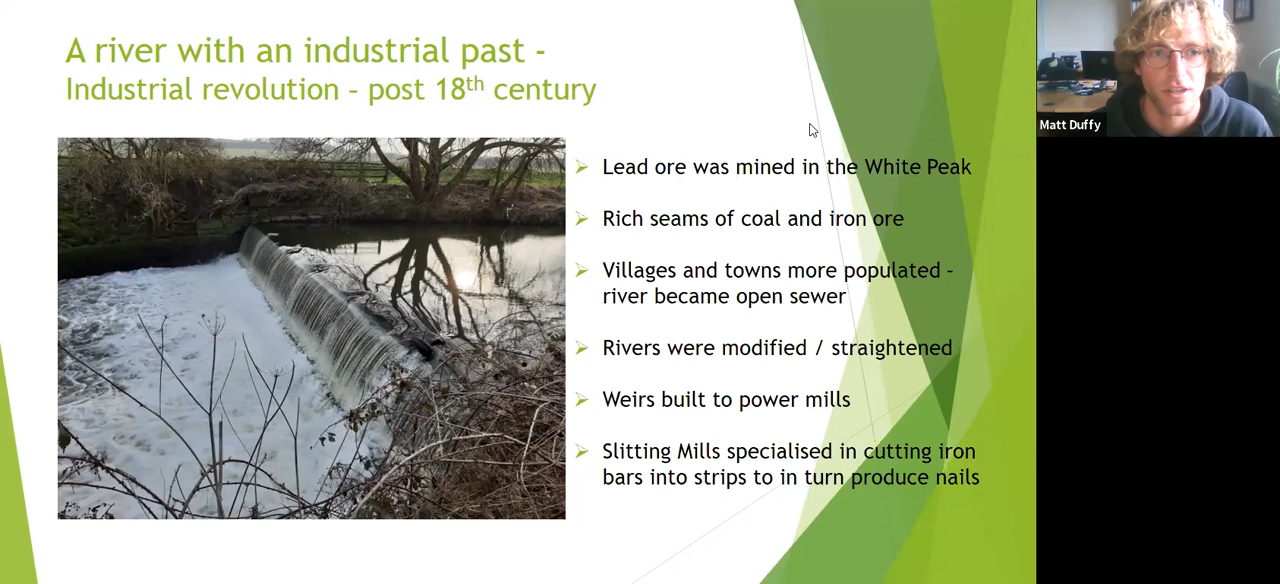 A river with an industrial past -
Industrial revolution – post 18th century
Matt Duffy
Lead ore was mined in the White Peak
Rich seams of coal and iron ore
Villages and towns more populated –
river became open sewer
Rivers were modified / straightened
Weirs built to power mills
Slitting Mills specialised in cutting iron
bars into strips to in turn produce nails